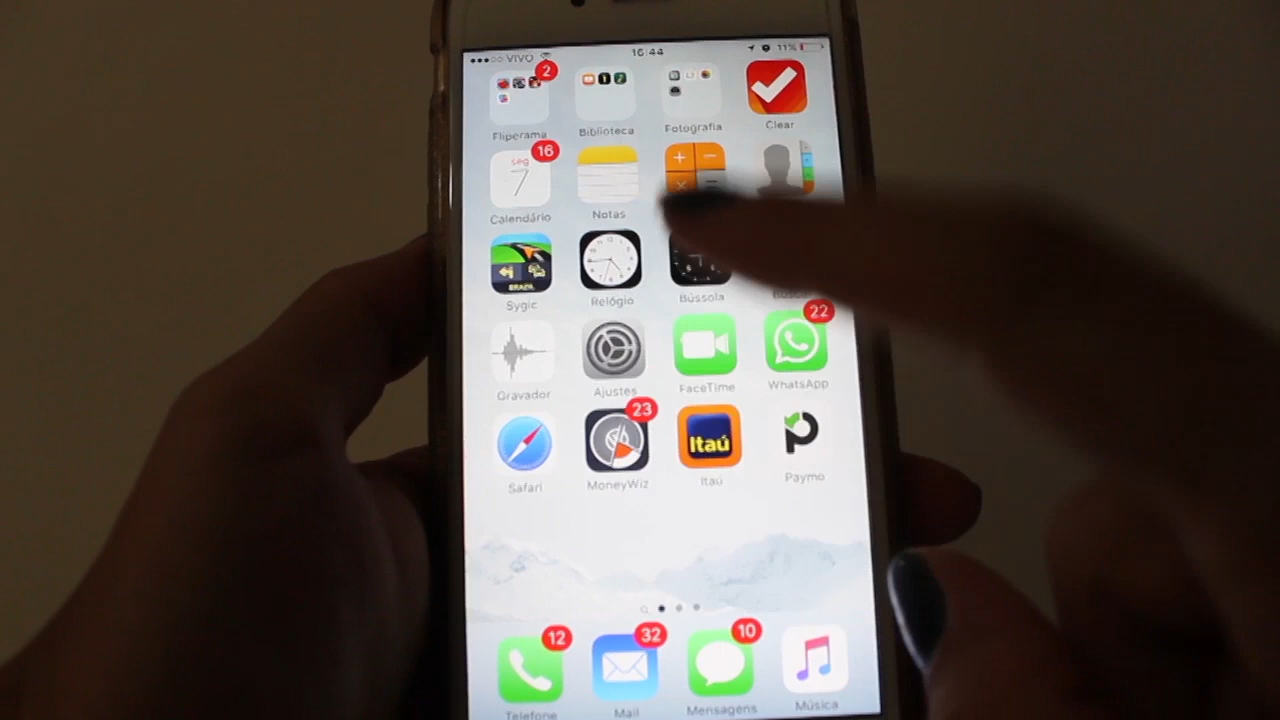 VIVO 16:44 11%
2
Fliperama Biblioteca Fotografia Clear
16
seg
7
Calendário Notas
BRAZIL
Sygic Relógio Bússola
22
Gravador Ajustes FaceTime WhatsApp
23
Itaú
Safari MoneyWiz Itaú Paymo
12 32 10
Telefone Mail Mensagens Música